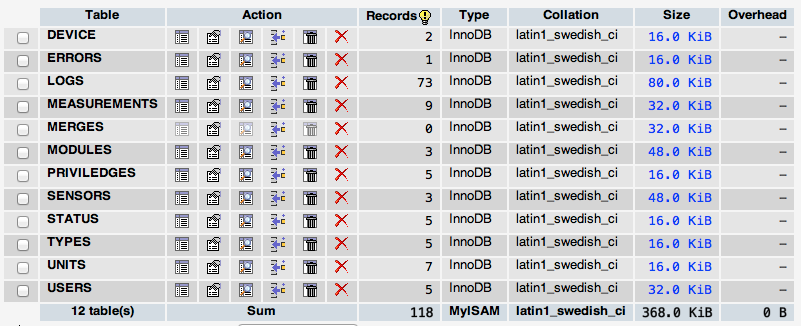 Table Action Records Type Collation Size Overhead
DEVICE 2 InnoDB latin1_swedish_ci 16.0 KiB –
ERRORS 1 InnoDB latin1_swedish_ci 16.0 KiB –
LOGS 73 InnoDB latin1_swedish_ci 80.0 KiB –
MEASUREMENTS 9 InnoDB latin1_swedish_ci 32.0 KiB –
MERGES 0 InnoDB latin1_swedish_ci 32.0 KiB –
MODULES 3 InnoDB latin1_swedish_ci 48.0 KiB –
PRIVILEDGES 5 InnoDB latin1_swedish_ci 16.0 KiB –
SENSORS 3 InnoDB latin1_swedish_ci 48.0 KiB –
STATUS 5 InnoDB latin1_swedish_ci 16.0 KiB –
TYPES 5 InnoDB latin1_swedish_ci 16.0 KiB –
UNITS 7 InnoDB latin1_swedish_ci 16.0 KiB –
USERS 5 InnoDB latin1_swedish_ci 32.0 KiB –
12 table(s) Sum 118 MyISAM latin1_swedish_ci 368.0 KiB 0 B